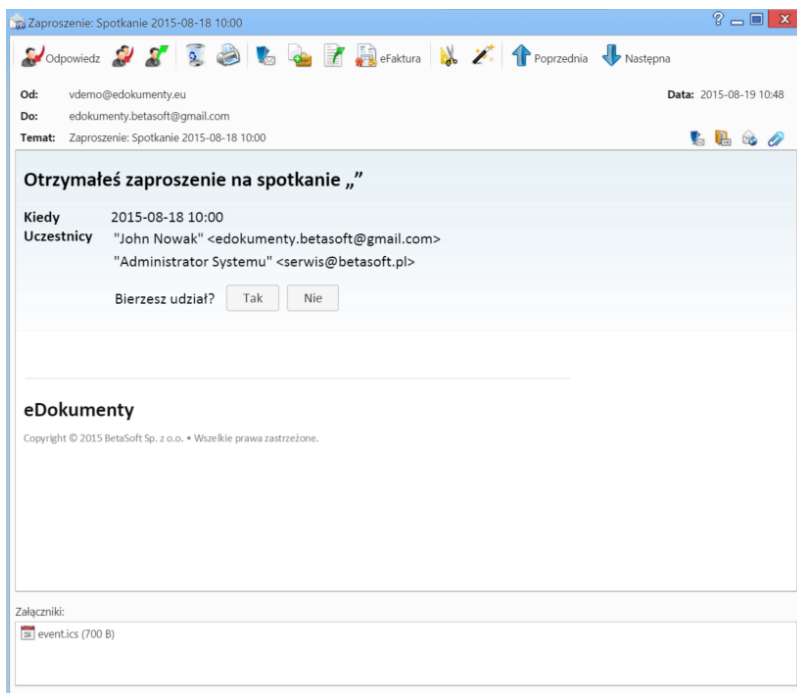 Zaproszenie: Spotkanie 2015-08-18 10:00
Odpowiedz eFaktura Poprzednia Następna
Od: vdemo@edokumenty.eu Data: 2015-08-19 10:48
Do: edokumenty.betasoft@gmail.com
Temat: Zaproszenie: Spotkanie 2015-08-18 10:00
Otrzymałeś zaproszenie na spotkanie „”
Kiedy 2015-08-18 10:00
Uczestnicy "John Nowak" <edokumenty.betasoft@gmail.com>
"Administrator Systemu" <serwis@betasoft.pl>
Bierzesz udział? Tak Nie
eDokumenty
Copyright © 2015 BetaSoft Sp. z o.o. • Wszelkie prawa zastrzeżone.
Załączniki:
event.ics (700 B)